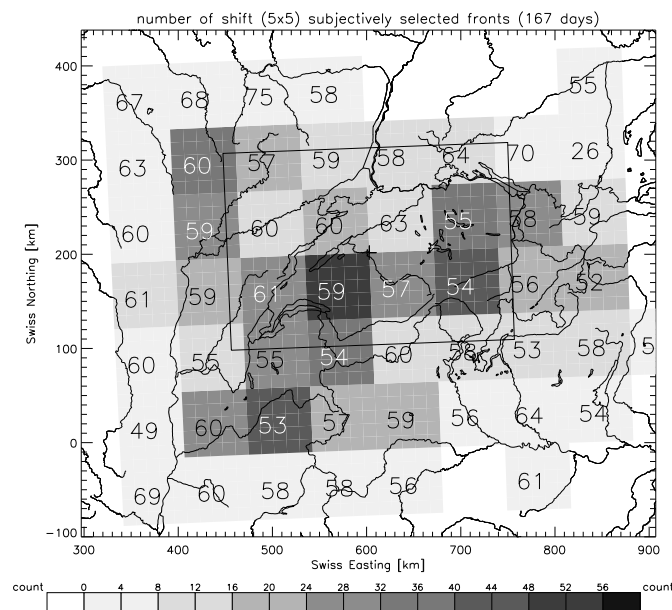 number of shift (5x5) subjectively selected fronts (167 days)
400
300
200
100
0
-100
Swiss Northing [km]
67 68 75 58 55
63 60 57 59 58 64 70 26
60 59 60 60 63 55 58 59
61 59 61 59 57 54 56 52
60 55 55 54 60 58 53 58 5
49 60 53 57 59 56 64 54
69 60 58 58 56 61
300 400 500 600 700 800 900
Swiss Easting [km]
count 0 4 8 12 16 20 24 28 32 36 40 44 48 52 56 count